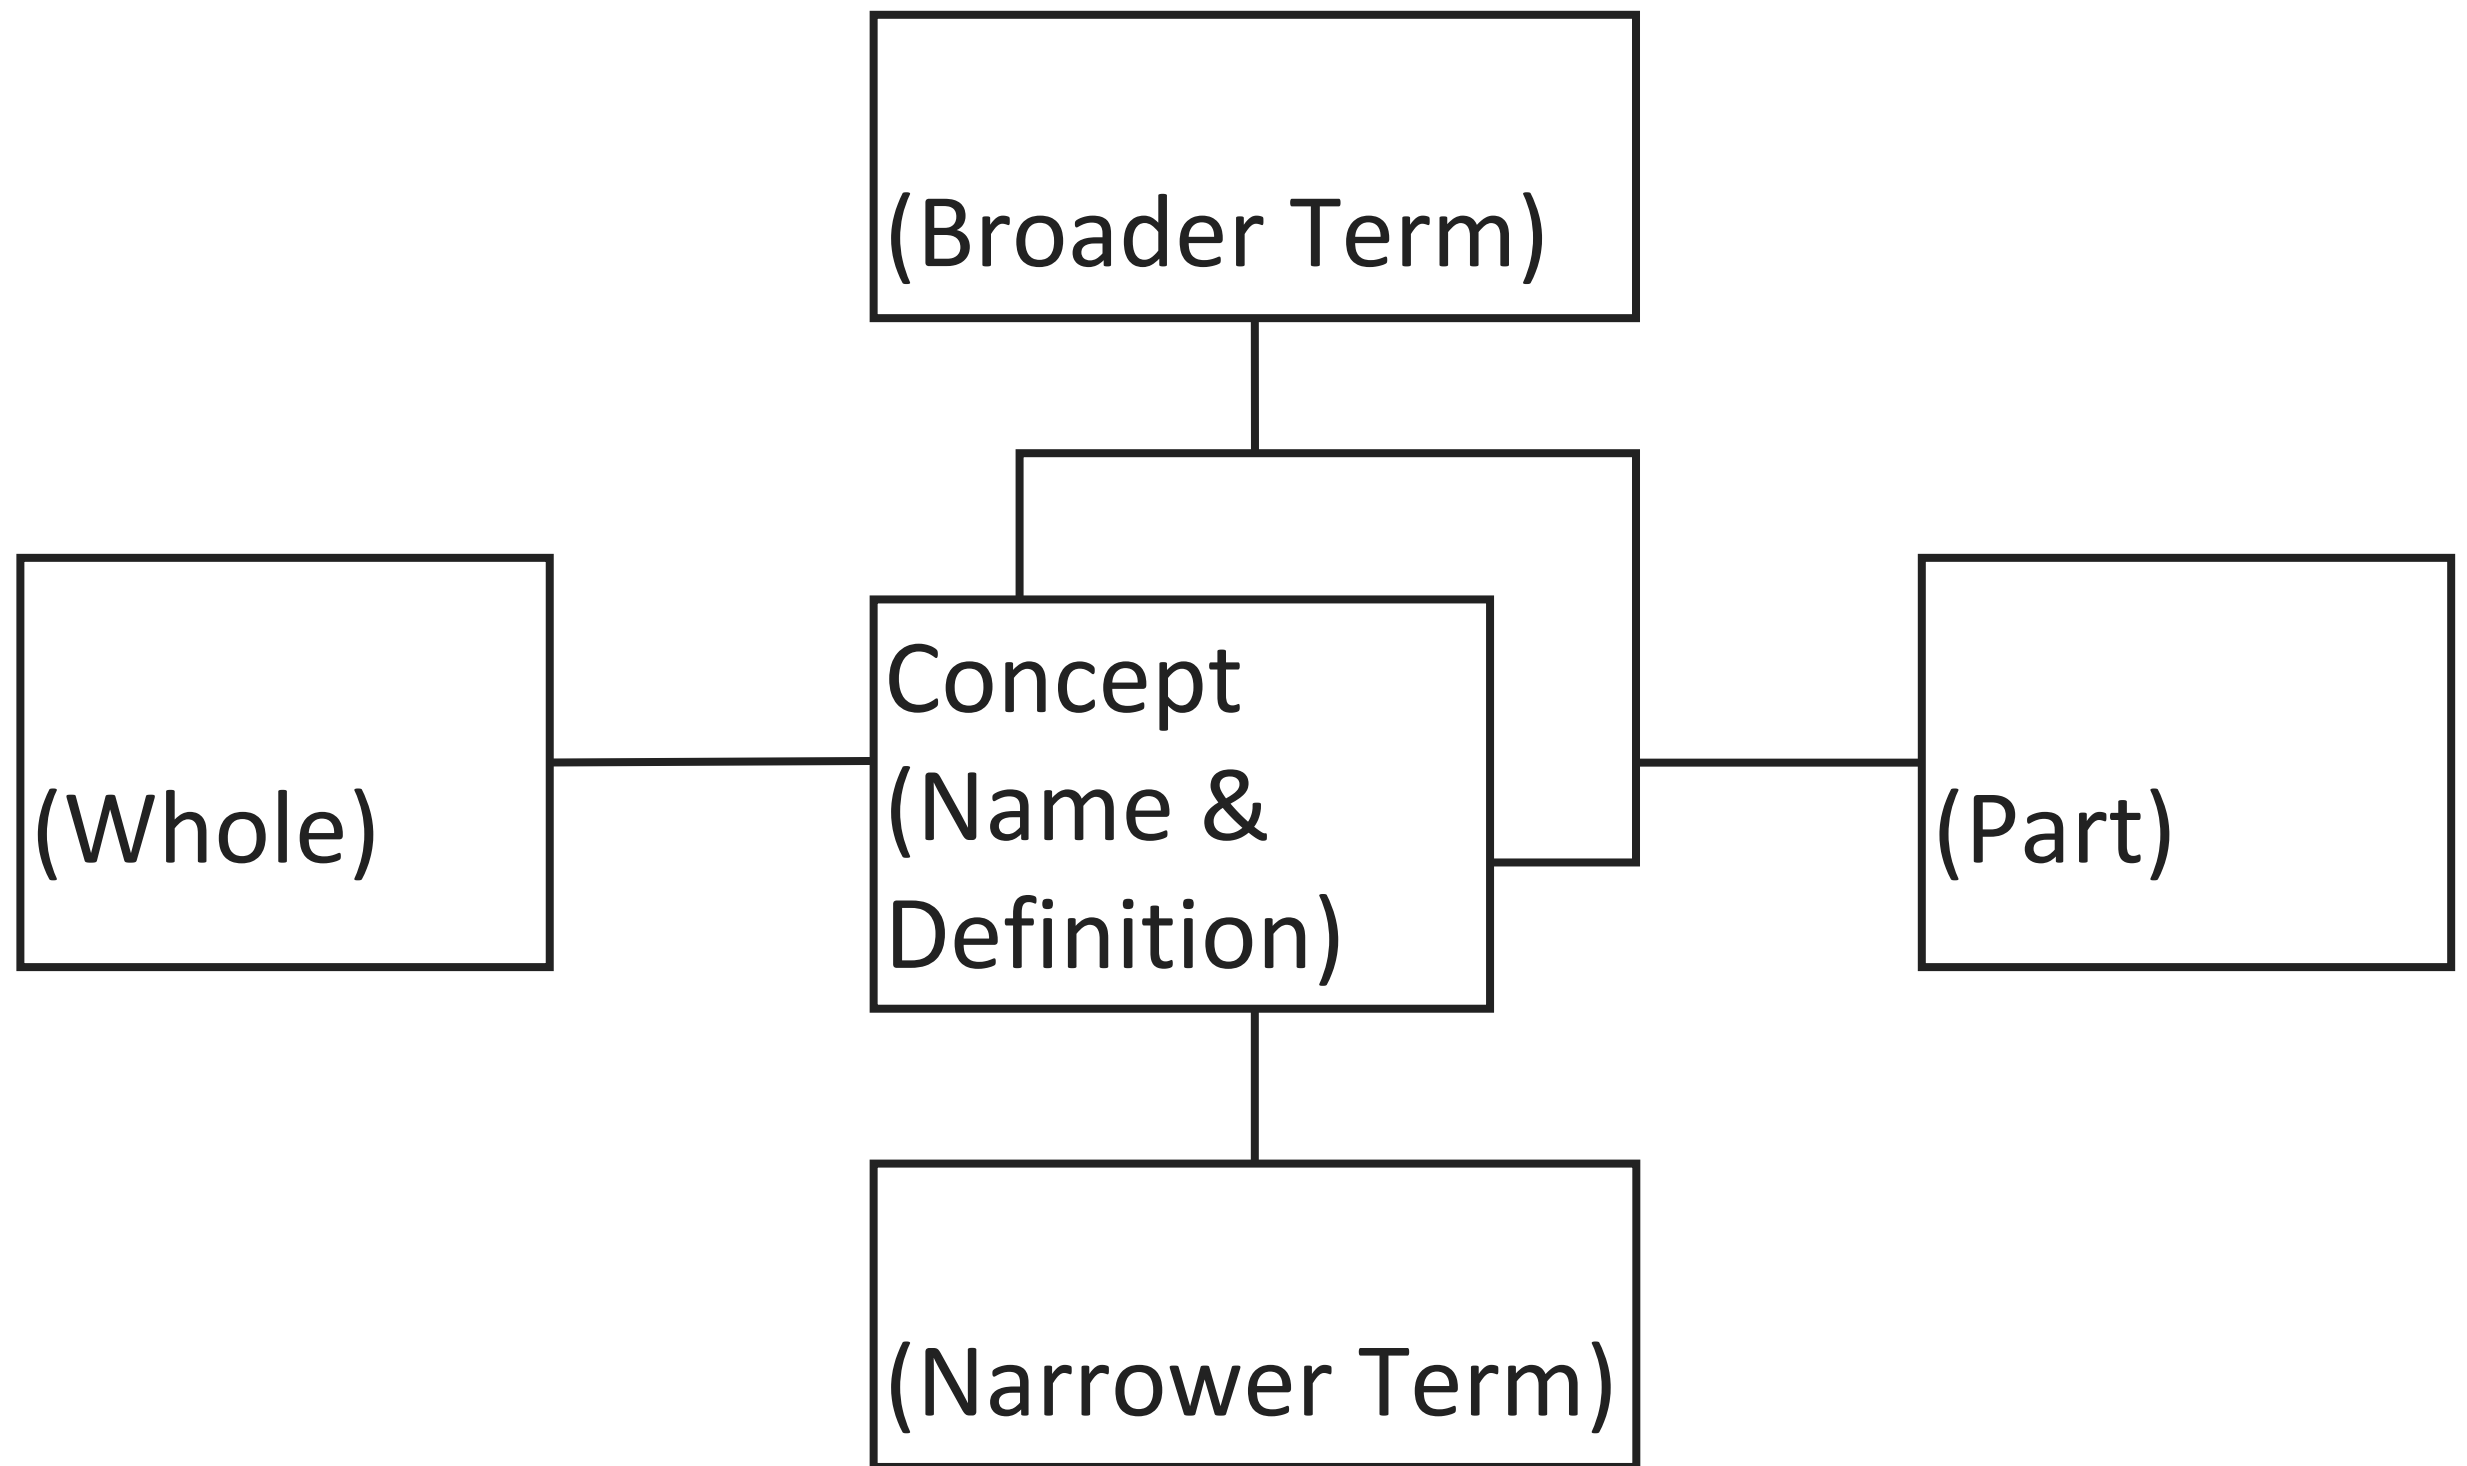 (Broader Term)
(Whole)
Concept
(Name &
Definition)
(Part)
(Narrower Term)